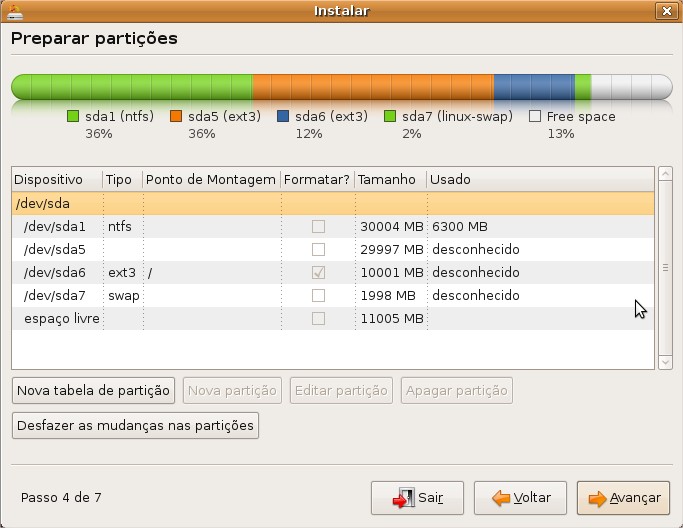 Instalar
Preparar partições
sda1 (ntfs) sda5 (ext3) sda6 (ext3) sda7 (linux-swap) Free space
36% 36% 12% 2% 13%
Dispositivo Tipo Ponto de Montagem Formatar? Tamanho Usado
/dev/sda
/dev/sda1 ntfs 30004 MB 6300 MB
/dev/sda5 29997 MB desconhecido
/dev/sda6 ext3 / 10001 MB desconhecido
/dev/sda7 swap 1998 MB desconhecido
espaço livre 11005 MB
Nova tabela de partição Nova partição Editar partição Apagar partição
Desfazer as mudanças nas partições
Passo 4 de 7 Sair Voltar Avançar